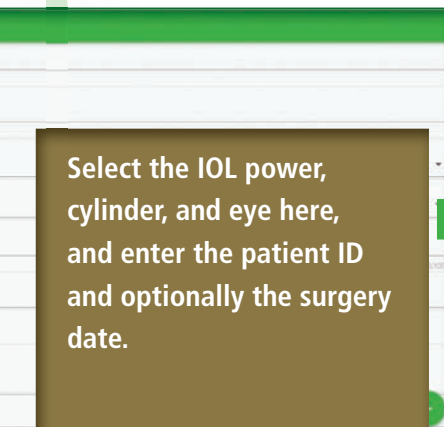 Select the IOL power,
cylinder, and eye here,
and enter the patient ID
and optionally the surgery
date.